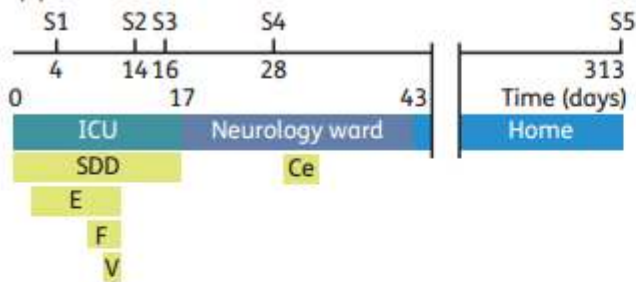 S1 S2 S3 S4 S5
4 14 16 28 313
0 17 43 Time (days)
ICU Neurology ward Home
SDD Ce
E
F
V